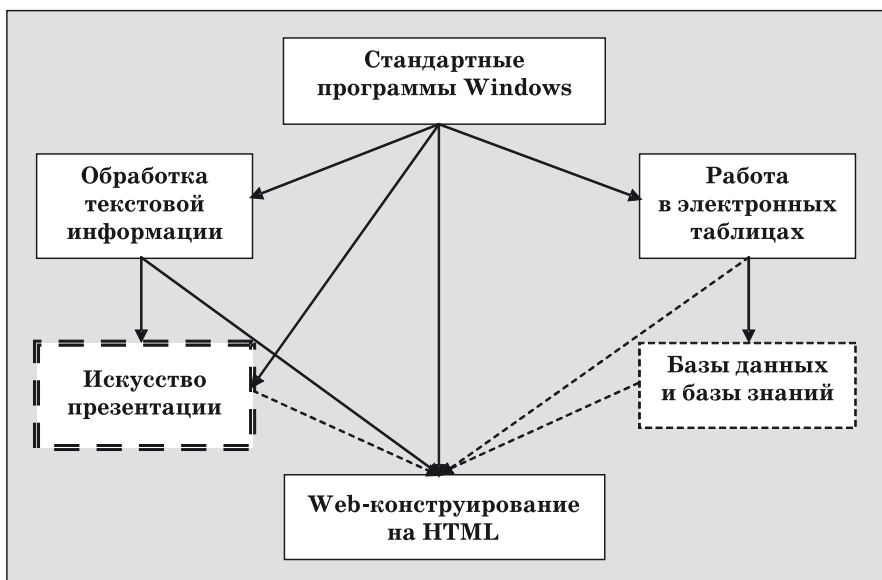 Стандартные
программы Windows
Обработка
текстовой
информации
Работа
в электронных
таблицах
Искусство
презентации
Базы данных
и базы знаний
Web-конструирование
на HTML